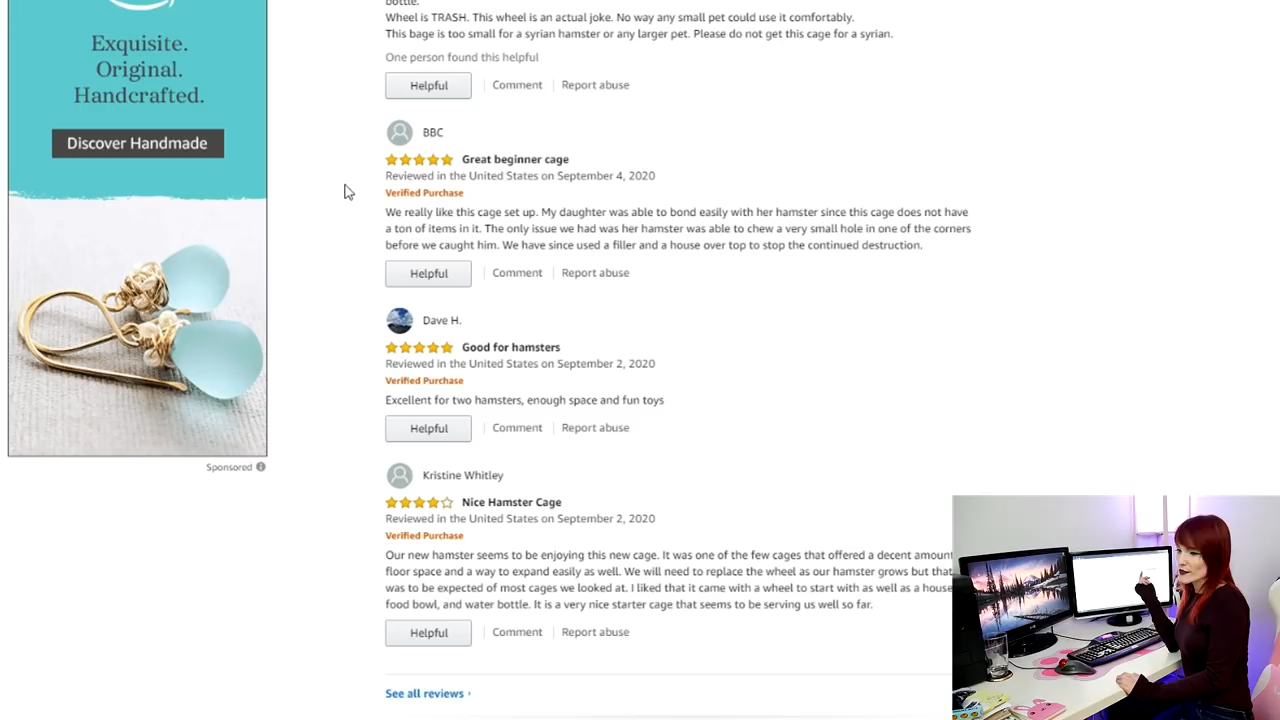 bottle.
Wheel is TRASH. This wheel is an actual joke. No way any small pet could use it comfortably.
This bage is too small for a syrian hamster or any larger pet. Please do not get this cage for a syrian.
One person found this helpful
Helpful
Comment
Report abuse
Exquisite.
Original.
Handcrafted.
Discover Handmade
Sponsored
BBC
Great beginner cage
Reviewed in the United States on September 4, 2020
Verified Purchase
We really like this cage set up. My daughter was able to bond easily with her hamster since this cage does not have
a ton of items in it. The only issue we had was her hamster was able to chew a very small hole in one of the corners
before we caught him. We have since used a filler and a house over top to stop the continued destruction.
Helpful
Comment
Report abuse
Dave H.
Good for hamsters
Reviewed in the United States on September 2, 2020
Verified Purchase
Excellent for two hamsters, enough space and fun toys
Helpful
Comment
Report abuse
Kristine Whitley
Nice Hamster Cage
Reviewed in the United States on September 2, 2020
Verified Purchase
Our new hamster seems to be enjoying this new cage. It was one of the few cages that offered a decent amount
floor space and a way to expand easily as well. We will need to replace the wheel as our hamster grows but that
was to be expected of most cages we looked at. I liked that it came with a wheel to start with as well as a house
food bowl, and water bottle. It is a very nice starter cage that seems to be serving us well so far.
Helpful
Comment
Report abuse
See all reviews ›